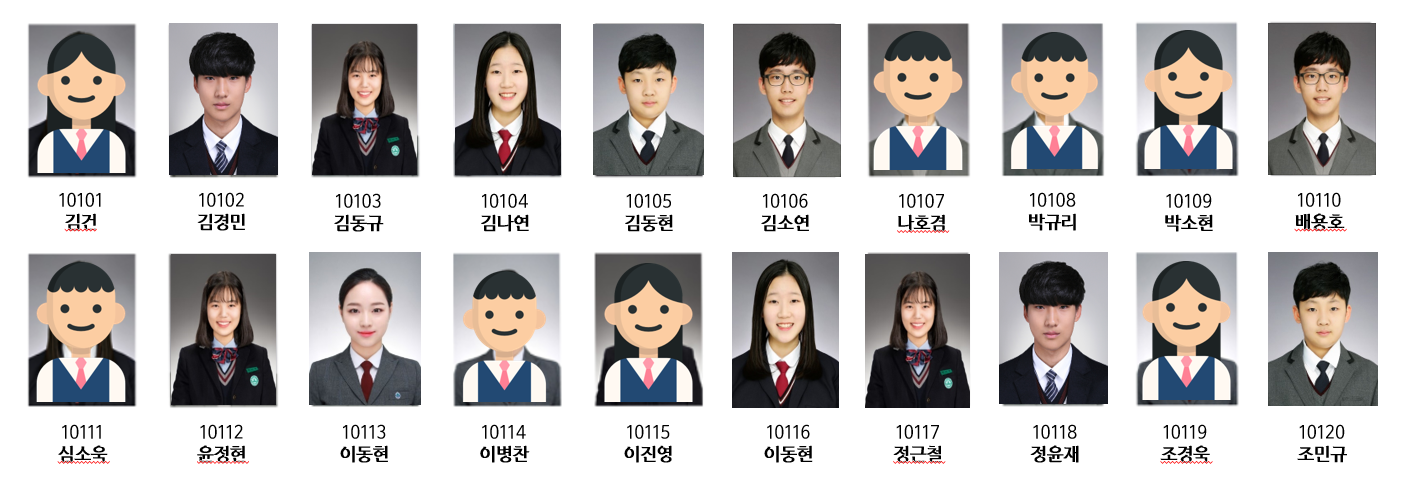 10101 10102 10103 10104 10105 10106 10107 10108 10109 10110
김건 김경민 김동규 김나연 김동현 김소연 나호겸 박규리 박소현 배용호
10111 10112 10113 10114 10115 10116 10117 10118 10119 10120
심소욱 윤정현 이동현 이병찬 이진영 이동현 정근철 정윤재 조경욱 조민규